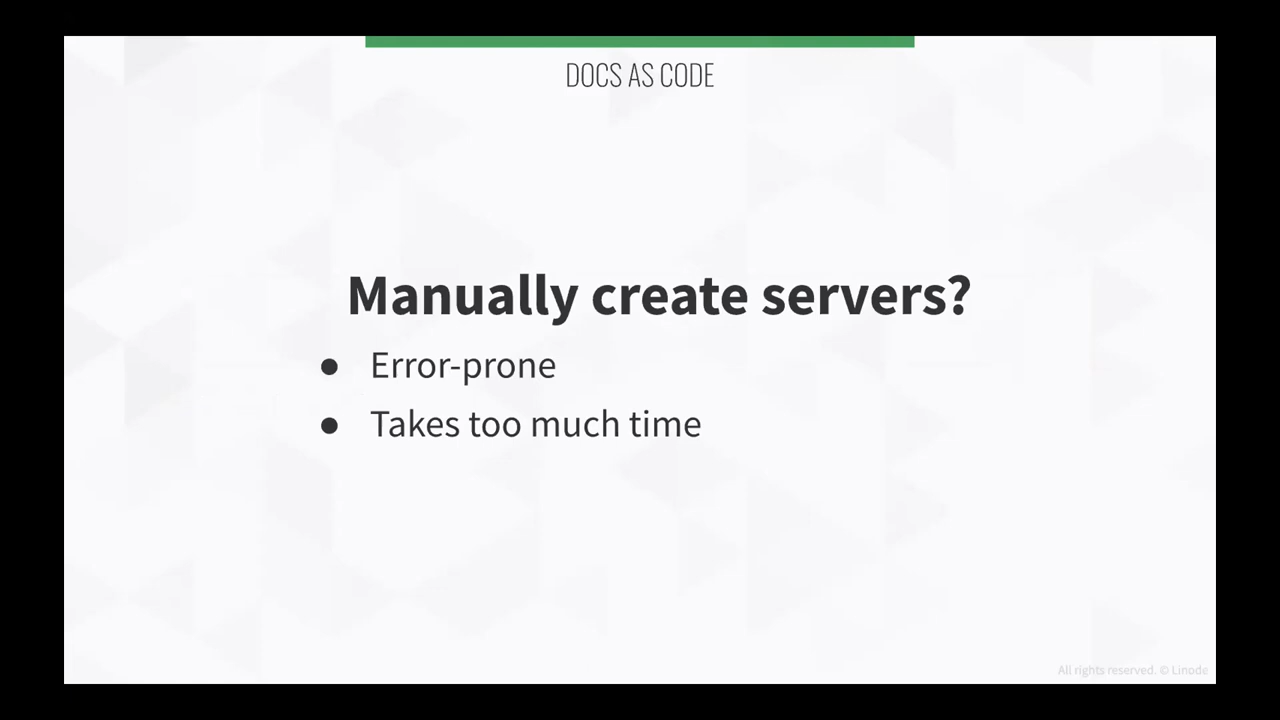 DOCS AS CODE
Manually create servers?
● Error-prone
● Takes too much time
All rights reserved. © Linode